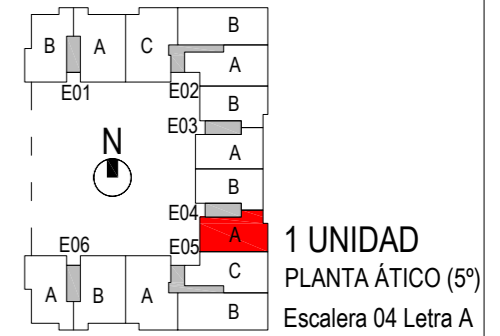 B
B A C
A
E01 E02
B
E03
N
A
B
E04
A
E06 E05
C
A B A
B
1 UNIDAD
PLANTA ÁTICO (5º)
Escalera 04 Letra A